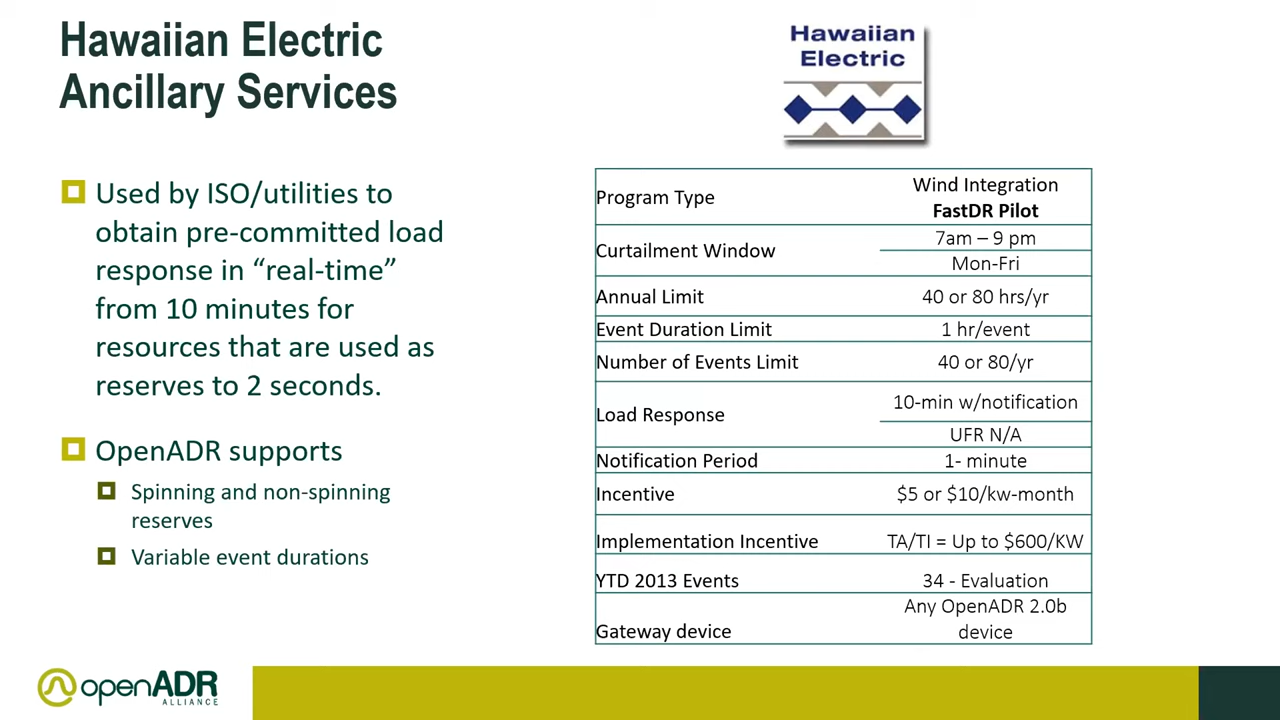 Hawaiian Electric
Ancillary Services
Hawaiian
Electric
Used by ISO/utilities to
obtain pre-committed load
response in “real-time”
from 10 minutes for
resources that are used as
reserves to 2 seconds.
OpenADR supports
Spinning and non-spinning
reserves
Variable event durations
Program Type
Wind Integration
FastDR Pilot
Curtailment Window
7am – 9 pm
Mon-Fri
Annual Limit
40 or 80 hrs/yr
Event Duration Limit
1 hr/event
Number of Events Limit
40 or 80/yr
Load Response
10-min w/notification
UFR N/A
Notification Period
1- minute
Incentive
$5 or $10/kw-month
Implementation Incentive
TA/TI = Up to $600/KW
YTD 2013 Events
34 - Evaluation
Gateway device
Any OpenADR 2.0b
device
openADR
ALLIANCE